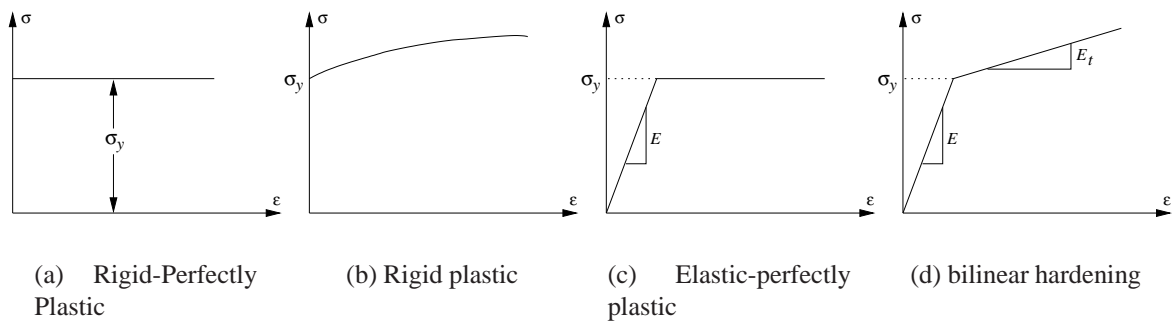 σ
σy
ε
(a) Rigid-Perfectly
Plastic
σ
σy
ε
(b) Rigid plastic
σ
σy
E
ε
(c) Elastic-perfectly
plastic
σ
σy
Et
E
ε
(d) bilinear hardening